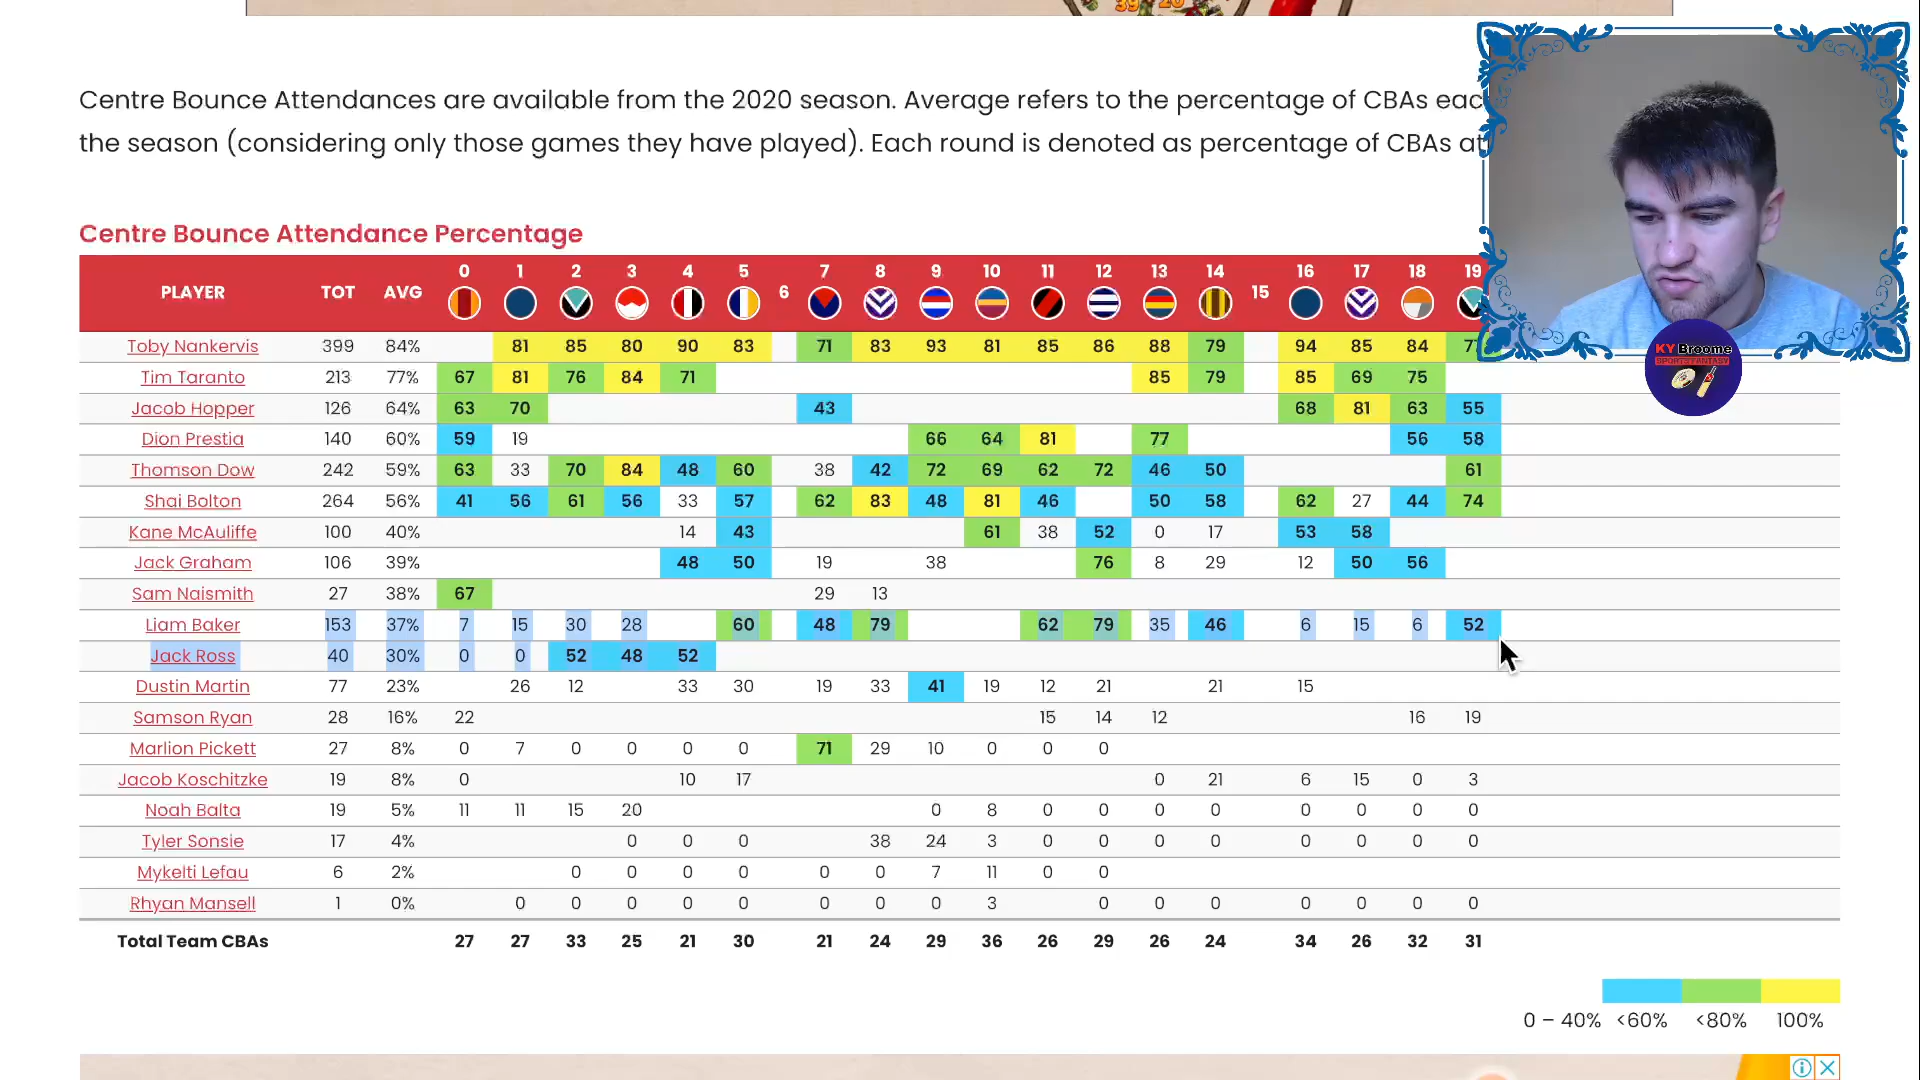 39 20
Centre Bounce Attendances are available from the 2020 season. Average refers to the percentage of CBAs eac
the season (considering only those games they have played). Each round is denoted as percentage of CBAs at
Centre Bounce Attendance Percentage
PLAYER TOT AVG 0 1 2 3 4 5 6 7 8 9 10 11 12 13 14 15 16 17 18 19
Toby Nankervis 399 84% 81 85 80 90 83 71 83 93 81 85 86 88 79 94 85 84 77
Tim Taranto 213 77% 67 81 76 84 71 85 79 85 69 75
Jacob Hopper 126 64% 63 70 43 68 81 63 55
Dion Prestia 140 60% 59 19 66 64 81 77 56 58
Thomson Dow 242 59% 63 33 70 84 48 60 38 42 72 69 62 72 46 50 61
Shai Bolton 264 56% 41 56 61 56 33 57 62 83 48 81 46 50 58 62 27 44 74
Kane McAuliffe 100 40% 14 43 61 38 52 0 17 53 58
Jack Graham 106 39% 48 50 19 38 76 8 29 12 50 56
Sam Naismith 27 38% 67 29 13
Liam Baker 153 37% 7 15 30 28 60 48 79 62 79 35 46 6 15 6 52
Jack Ross 40 30% 0 0 52 48 52
Dustin Martin 77 23% 26 12 33 30 19 33 41 19 12 21 21 15
Samson Ryan 28 16% 22 15 14 12 16 19
Marlion Pickett 27 8% 0 7 0 0 0 0 71 29 10 0 0 0
Jacob Koschitzke 19 8% 0 10 17 0 21 6 15 0 3
Noah Balta 19 5% 11 11 15 20 0 8 0 0 0 0 0 0 0 0
Tyler Sonsie 17 4% 0 0 0 38 24 3 0 0 0 0 0 0 0 0
Mykelti Lefau 6 2% 0 0 0 0 0 0 7 11 0 0
Rhyan Mansell 1 0% 0 0 0 0 0 0 0 0 3 0 0 0 0 0 0 0
Total Team CBAs 27 27 33 25 21 30 21 24 29 36 26 29 26 24 34 26 32 31
0 – 40% <60% <80% 100%
KY Broome
SPORTS FANTASY